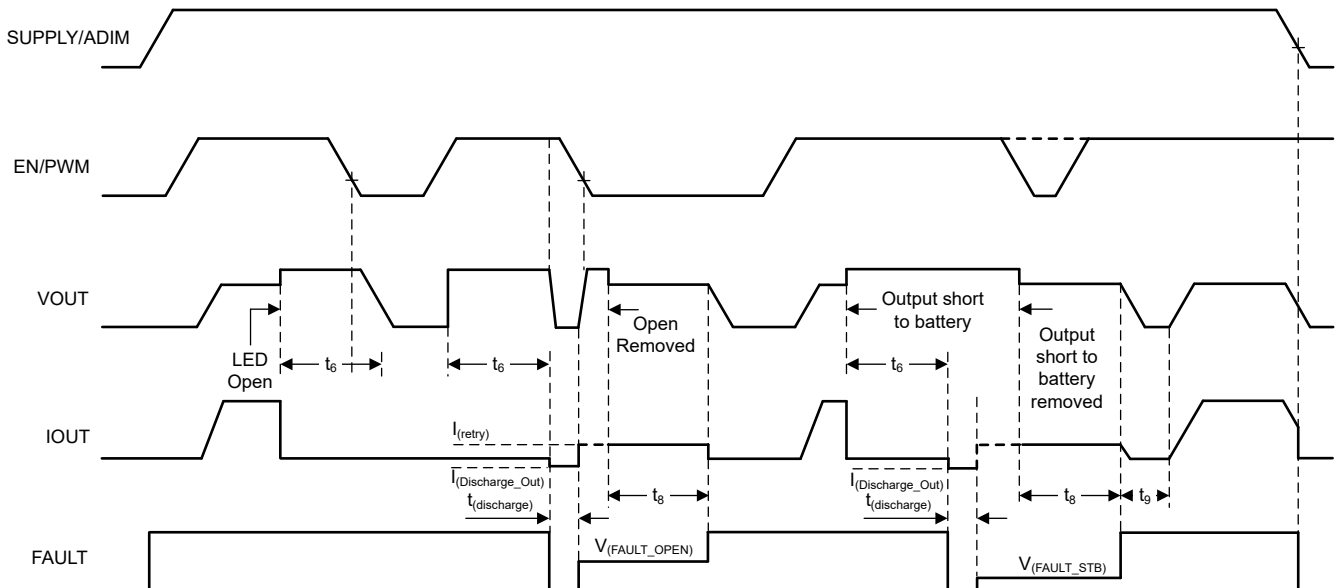 SUPPLY/ADIM
EN/PWM
VOUT
LED
Open
t6
t6
Open
Removed
Output short
to battery
t6
Output
short to
battery
removed
IOUT
I(retry)
I(Discharge_Out)
t(discharge)
t8
I(Discharge_Out)
t(discharge)
t8
t9
FAULT
V(FAULT_OPEN)
V(FAULT_STB)